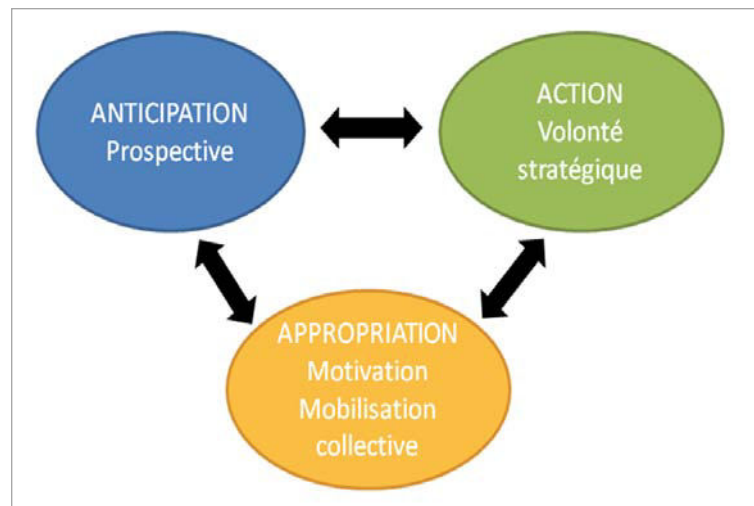 ANTICIPATION
Prospective
ACTION
Volonté
stratégique
APPROPRIATION
Motivation
Mobilisation
collective